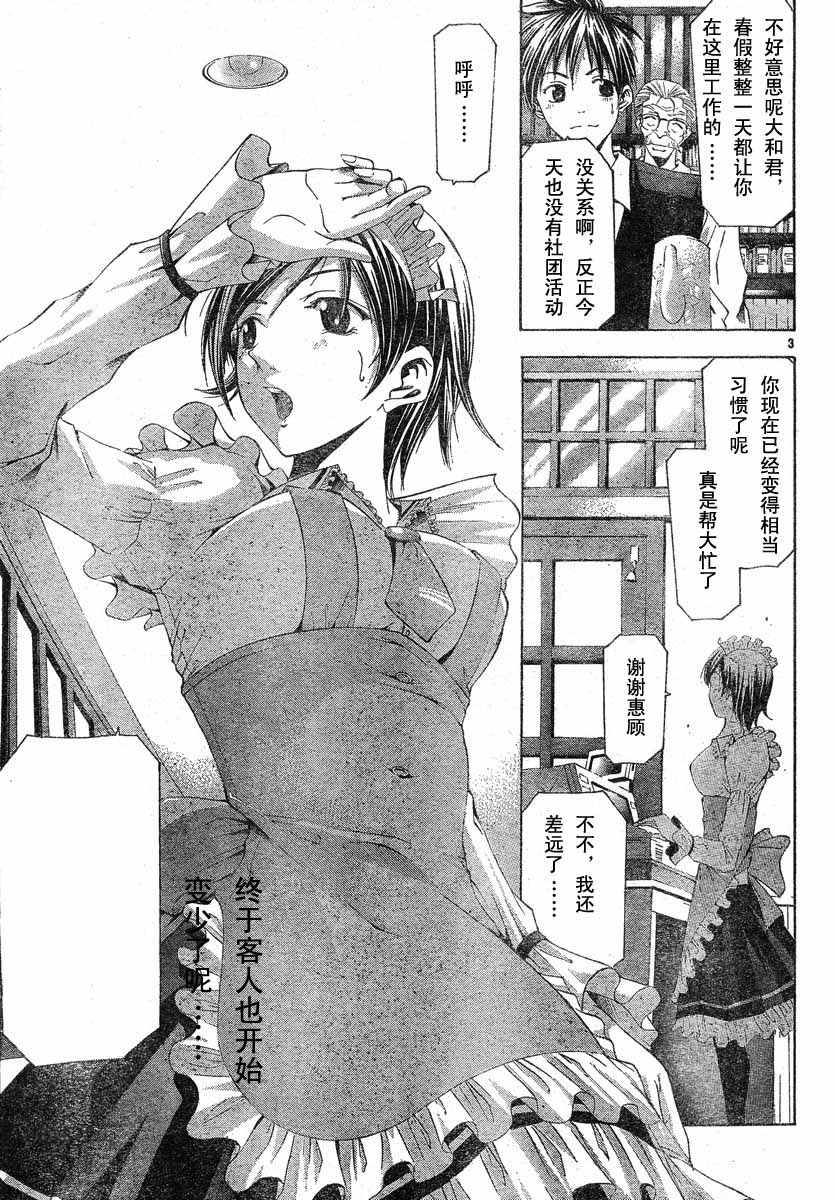 不好意思呢大和君，
春假整整一天都让你
在这里工作的……
没关系啊，反正今
天也没有社团活动
3
你现在已经变得相当
习惯了呢
真是帮大忙了
谢谢惠顾
不不，我还
差远了……
呼呼……
终于客人也开始
变少了呢……